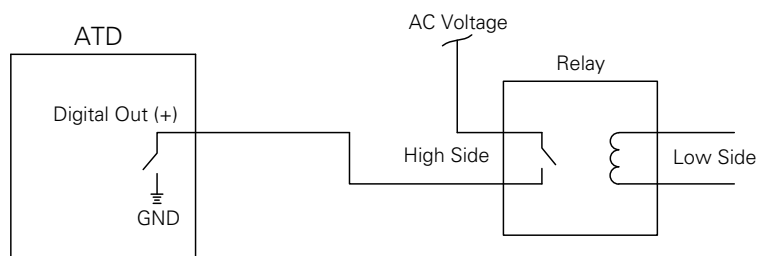 AC Voltage
ATD
Relay
Digital Out (+)
High Side
Low Side
GND